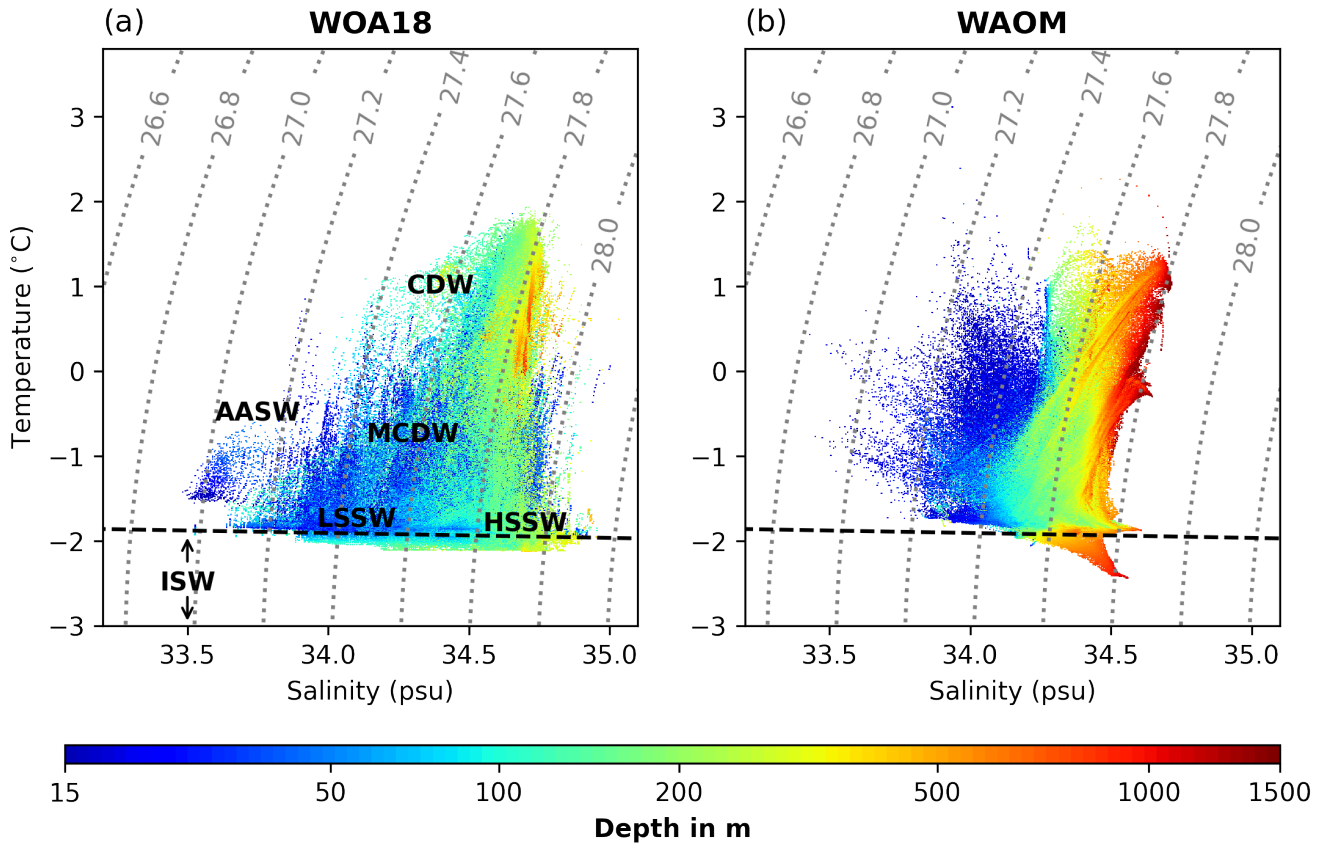 (a) WOA18
(b) WAOM
26.6 26.8 27.0 27.2 27.4 27.6 27.8 28.0
26.6 26.8 27.0 27.2 27.4 27.6 27.8 28.0
Temperature (°C)
3
2
1
0
−1
−2
−3
CDW
AASW
MCDW
LSSW
HSSW
ISW
33.5 34.0 34.5 35.0
Salinity (psu)
3
2
1
0
−1
−2
−3
33.5 34.0 34.5 35.0
Salinity (psu)
15 50 100 200 500 1000 1500
Depth in m